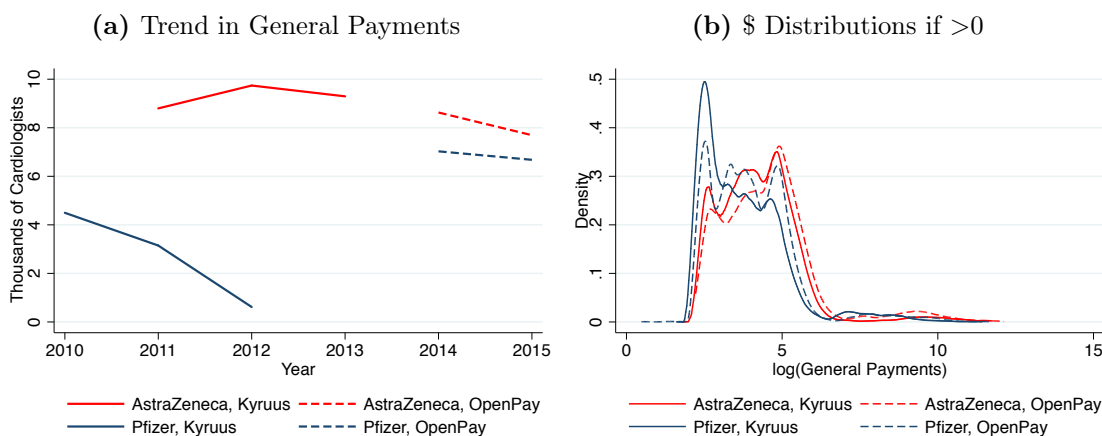 (a) Trend in General Payments
Thousands of Cardiologists
10
8
6
4
2
0
2010 2011 2012 2013 2014 2015
Year
AstraZeneca, Kyruus AstraZeneca, OpenPay
Pfizer, Kyruus Pfizer, OpenPay
(b) $ Distributions if >0
Density
.5
.4
.3
.2
.1
0
0 5 10 15
log(General Payments)
AstraZeneca, Kyruus AstraZeneca, OpenPay
Pfizer, Kyruus Pfizer, OpenPay